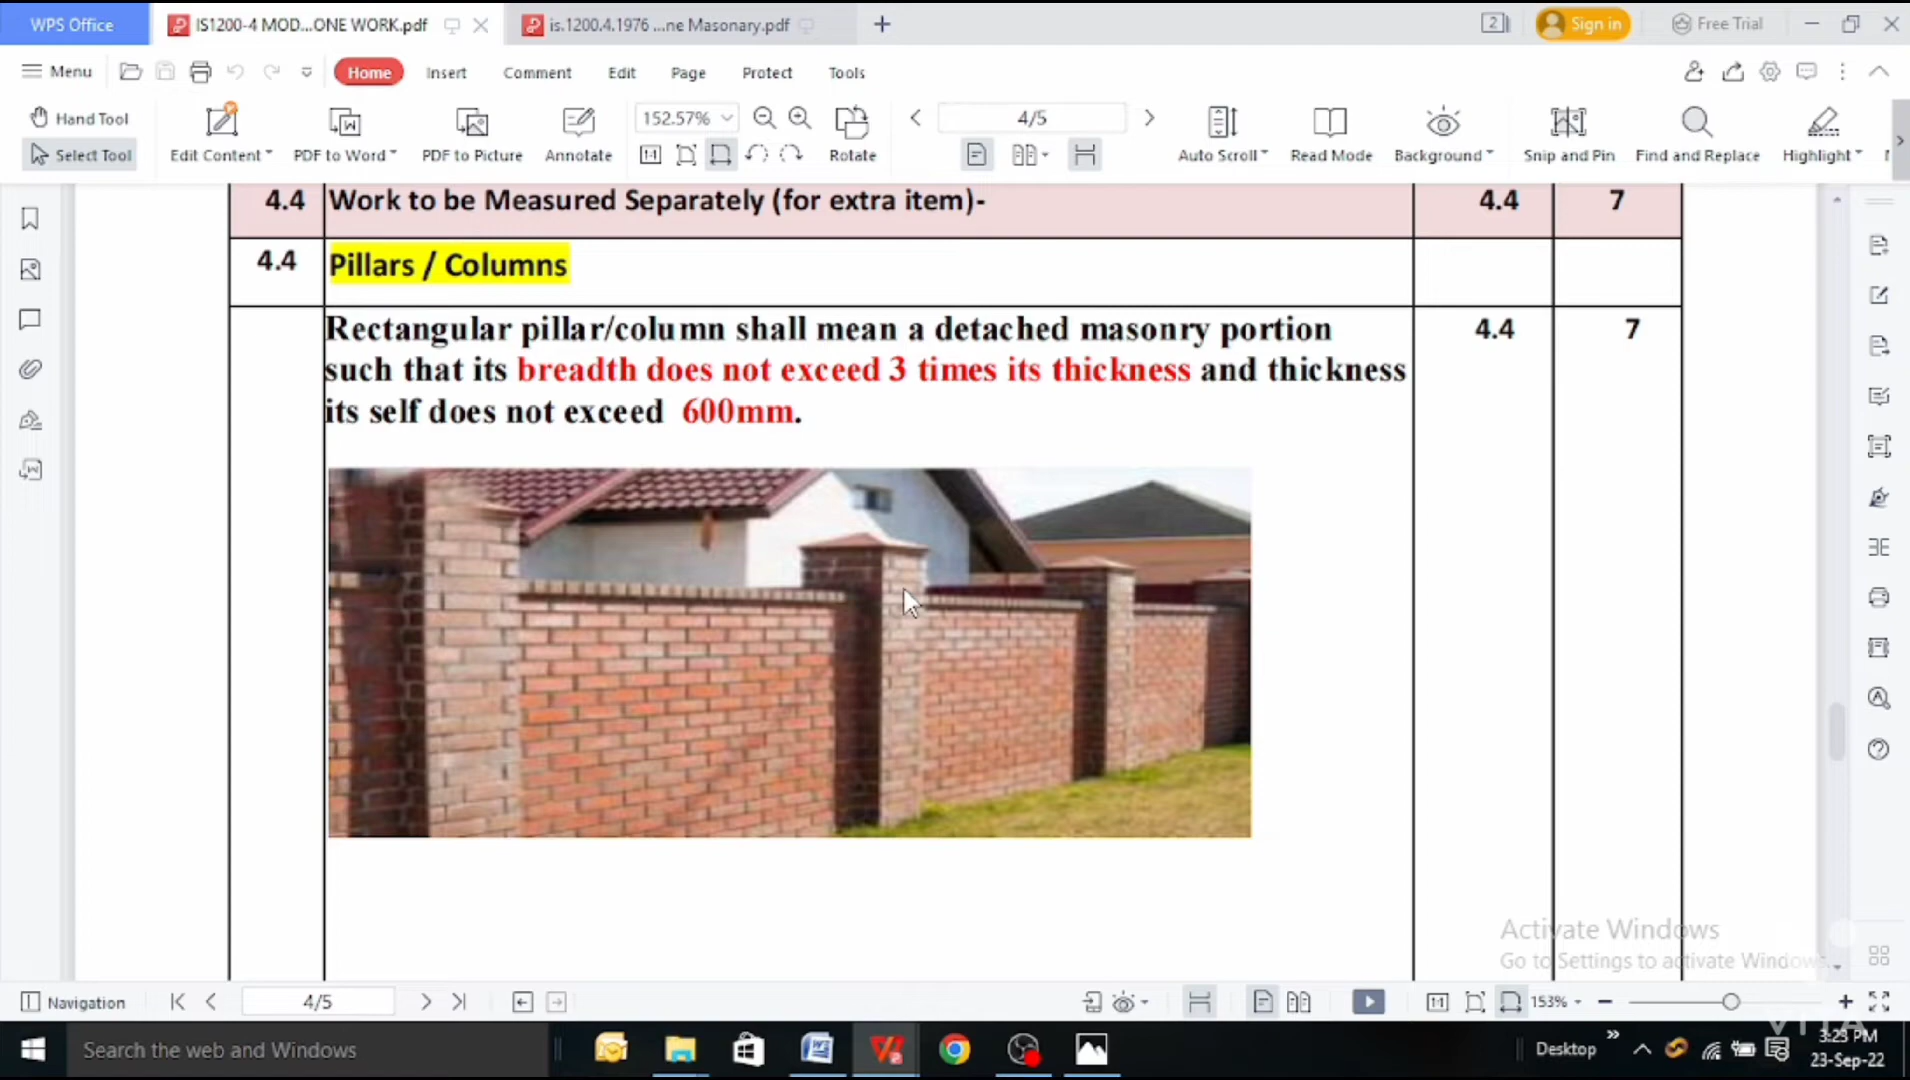 WPS Office
IS1200-4 MOD...ONE WORK.pdf
is.1200.4.1976 ...ne Masonary.pdf
2
Sign in
Free Trial
Menu
Home
Insert
Comment
Edit
Page
Protect
Tools
Hand Tool
Select Tool
Edit Content
PDF to Word
PDF to Picture
Annotate
152.57%
Rotate
4/5
Auto Scroll
Read Mode
Background
Snip and Pin
Find and Replace
Highlight
4.4 Work to be Measured Separately (for extra item)- 4.4 7
4.4 Pillars / Columns
Rectangular pillar/column shall mean a detached masonry portion 4.4 7
such that its breadth does not exceed 3 times its thickness and thickness
its self does not exceed 600mm.
Activate Windows
Go to Settings to activate Windows.
Navigation
4/5
153%
Search the web and Windows
Desktop
3:23 PM
23-Sep-22